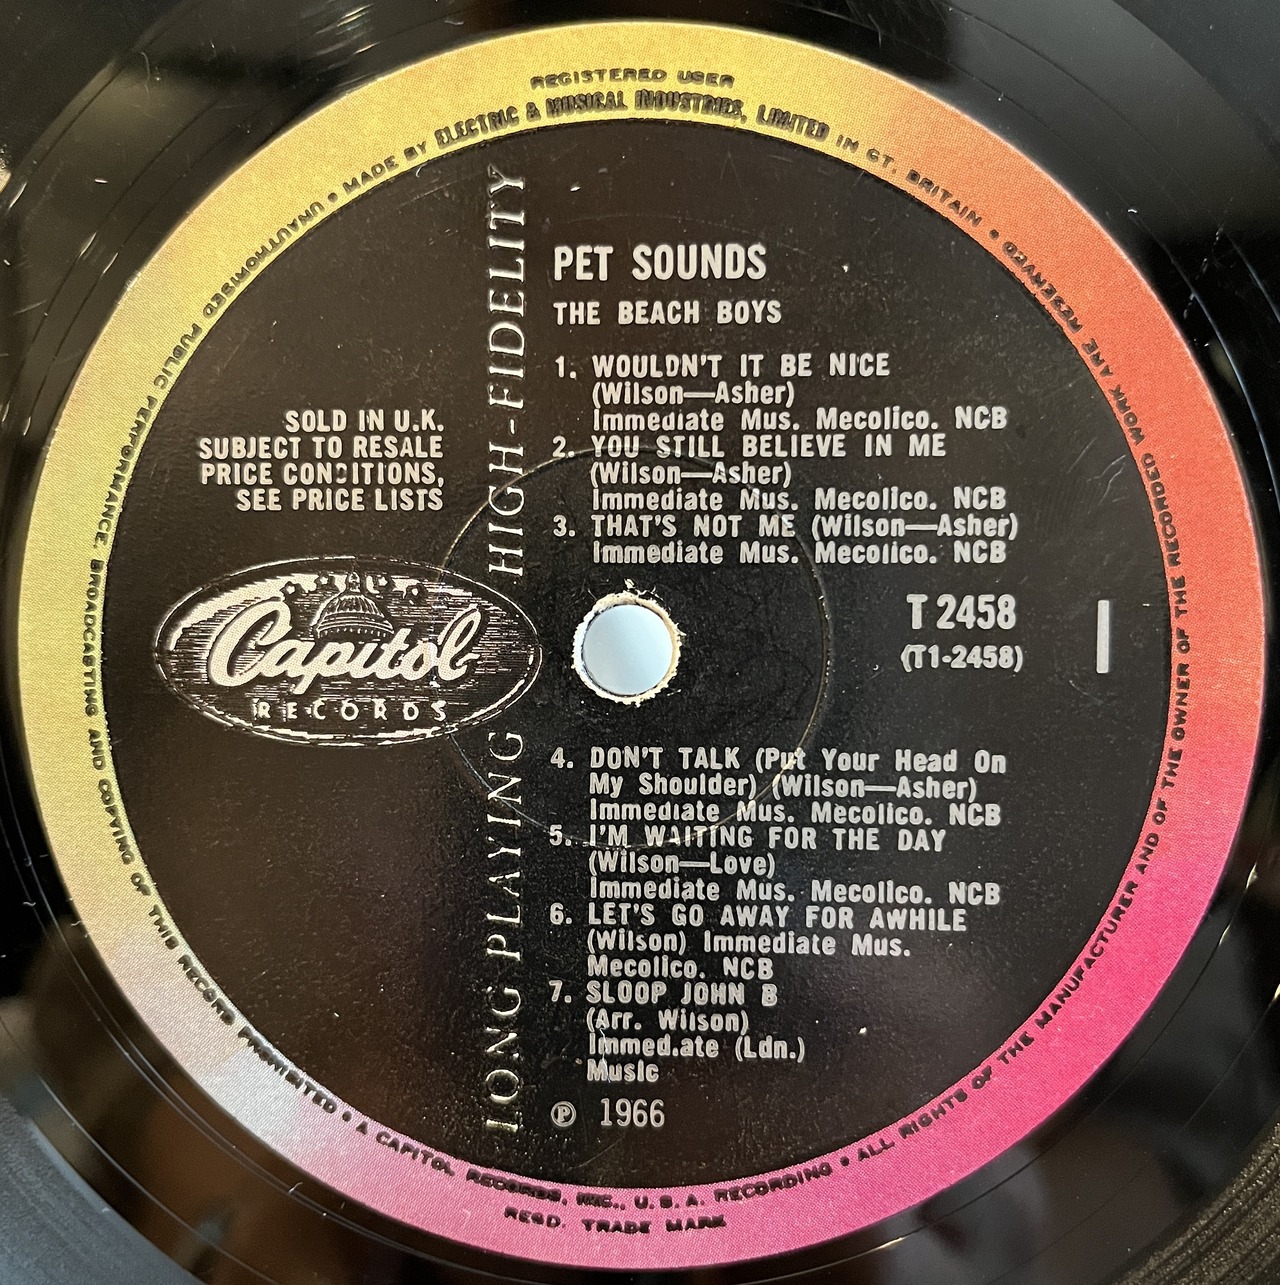 REGISTERED USER
• MADE BY ELECTRIC & MUSICAL INDUSTRIES, LIMITED IN GT. BRITAIN • ALL RIGHTS OF THE MANUFACTURER AND OF THE OWNER OF THE RECORDED WORK ARE RESERVED •
UNAUTHORISED PUBLIC PERFORMANCE, BROADCASTING AND COPYING OF THIS RECORD PROHIBITED • A CAPITOL RECORDS, INC., U.S.A. RECORDING •
REGD. TRADE MARK
LONG PLAYING HIGH-FIDELITY
PET SOUNDS
THE BEACH BOYS
1. WOULDN'T IT BE NICE
(Wilson—Asher)
Immediate Mus. Mecolico. NCB
2. YOU STILL BELIEVE IN ME
(Wilson—Asher)
Immediate Mus. Mecolico. NCB
3. THAT'S NOT ME (Wilson—Asher)
Immediate Mus. Mecolico. NCB
SOLD IN U.K.
SUBJECT TO RESALE
PRICE CONDITIONS,
SEE PRICE LISTS
Capitol
RECORDS
T 2458
(T1-2458)
1
4. DON'T TALK (Put Your Head On
My Shoulder) (Wilson—Asher)
Immediate Mus. Mecolico. NCB
5. I'M WAITING FOR THE DAY
(Wilson—Love)
Immediate Mus. Mecolico. NCB
6. LET'S GO AWAY FOR AWHILE
(Wilson) Immediate Mus.
Mecolico. NCB
7. SLOOP JOHN B
(Arr. Wilson)
Immediate (Ldn.)
Music
℗ 1966